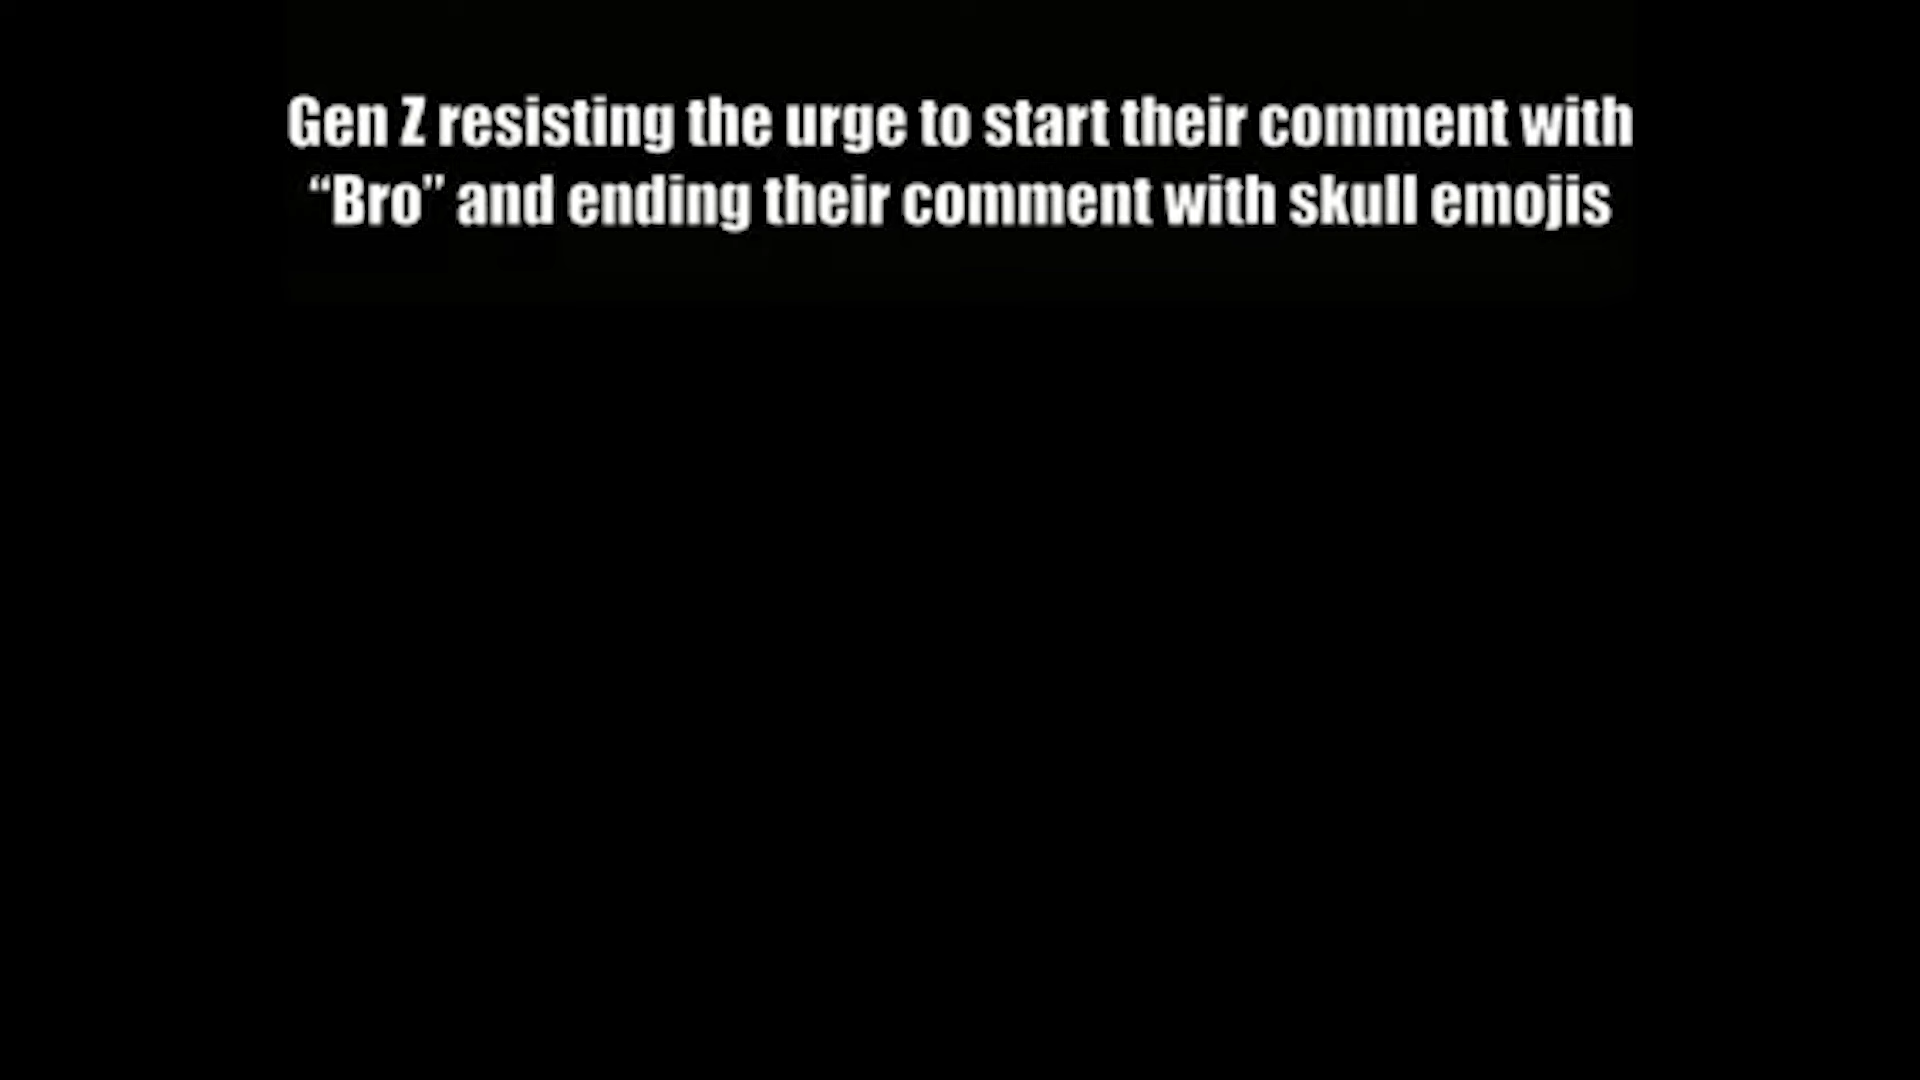 Gen Z resisting the urge to start their comment with
“Bro” and ending their comment with skull emojis